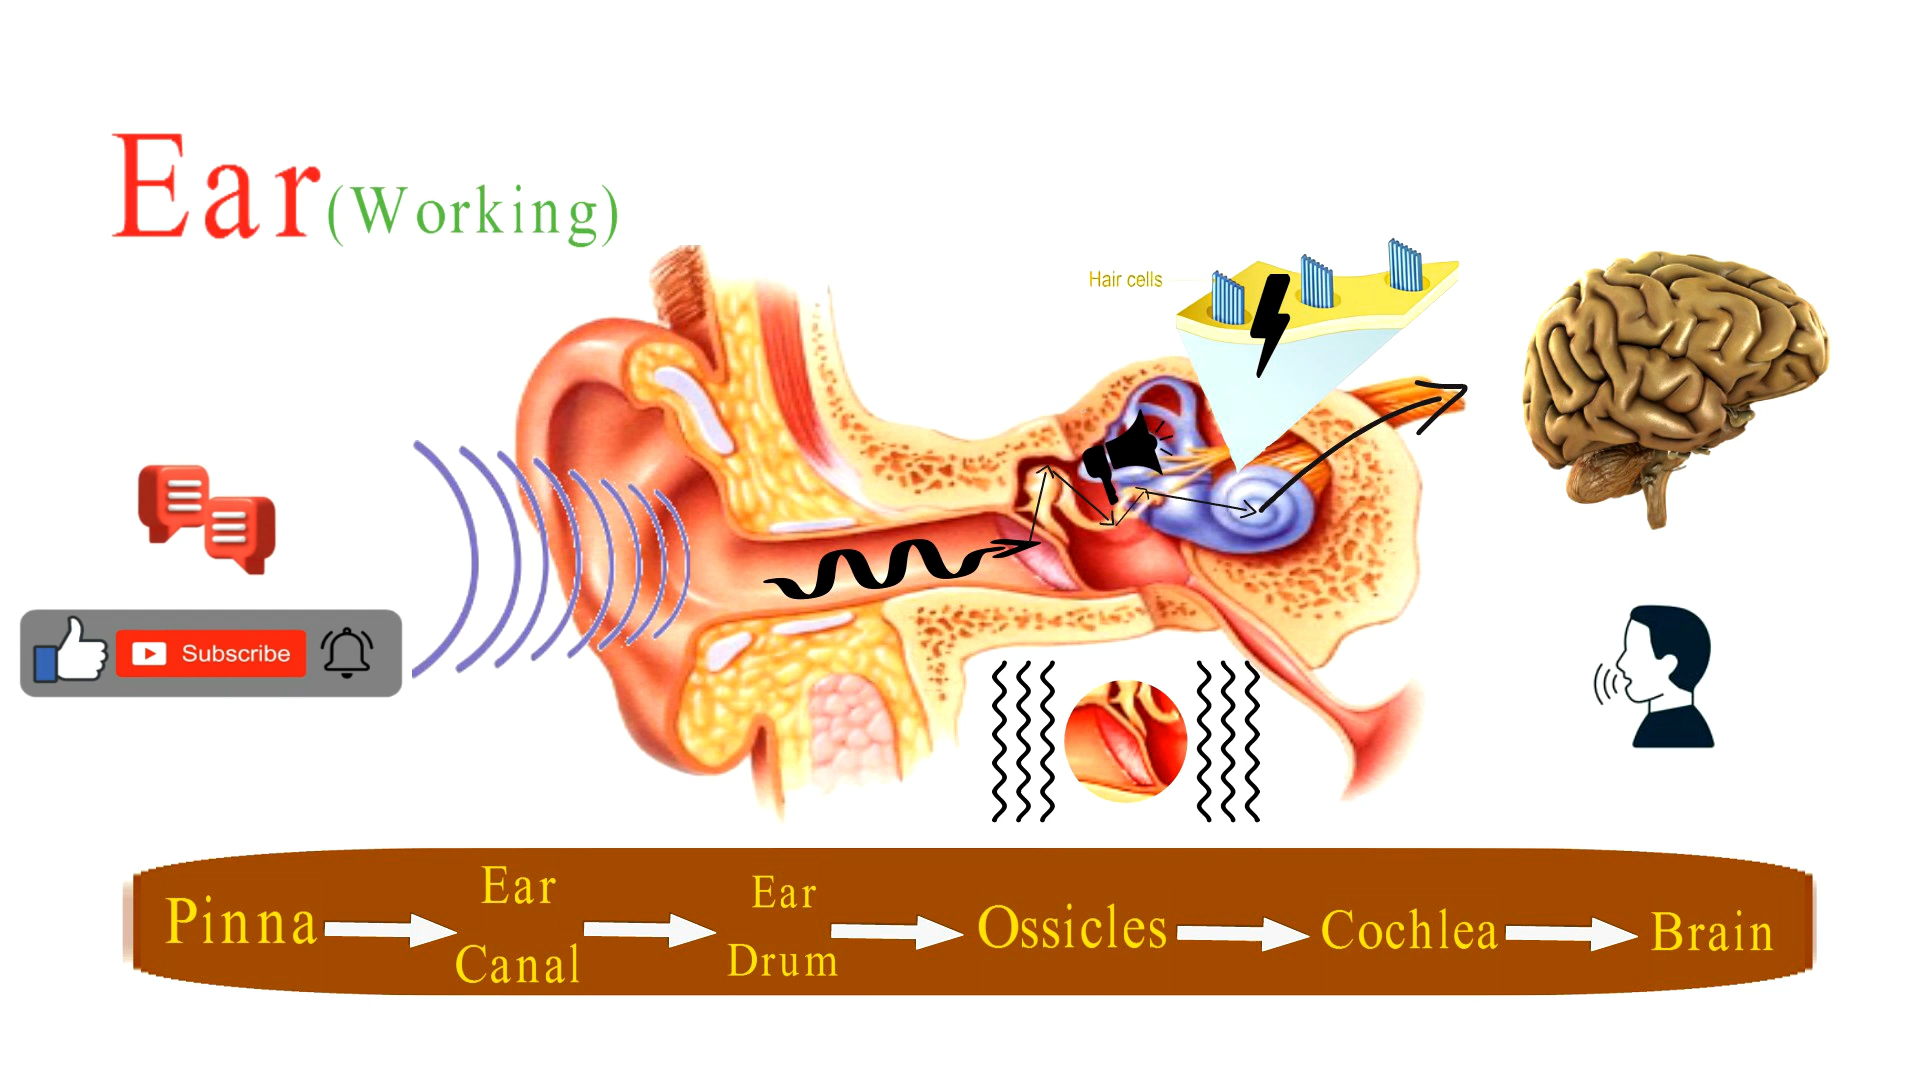 Ear (Working)
Hair cells
Subscribe
Pinna
Ear
Canal
Ear
Drum
Ossicles
Cochlea
Brain